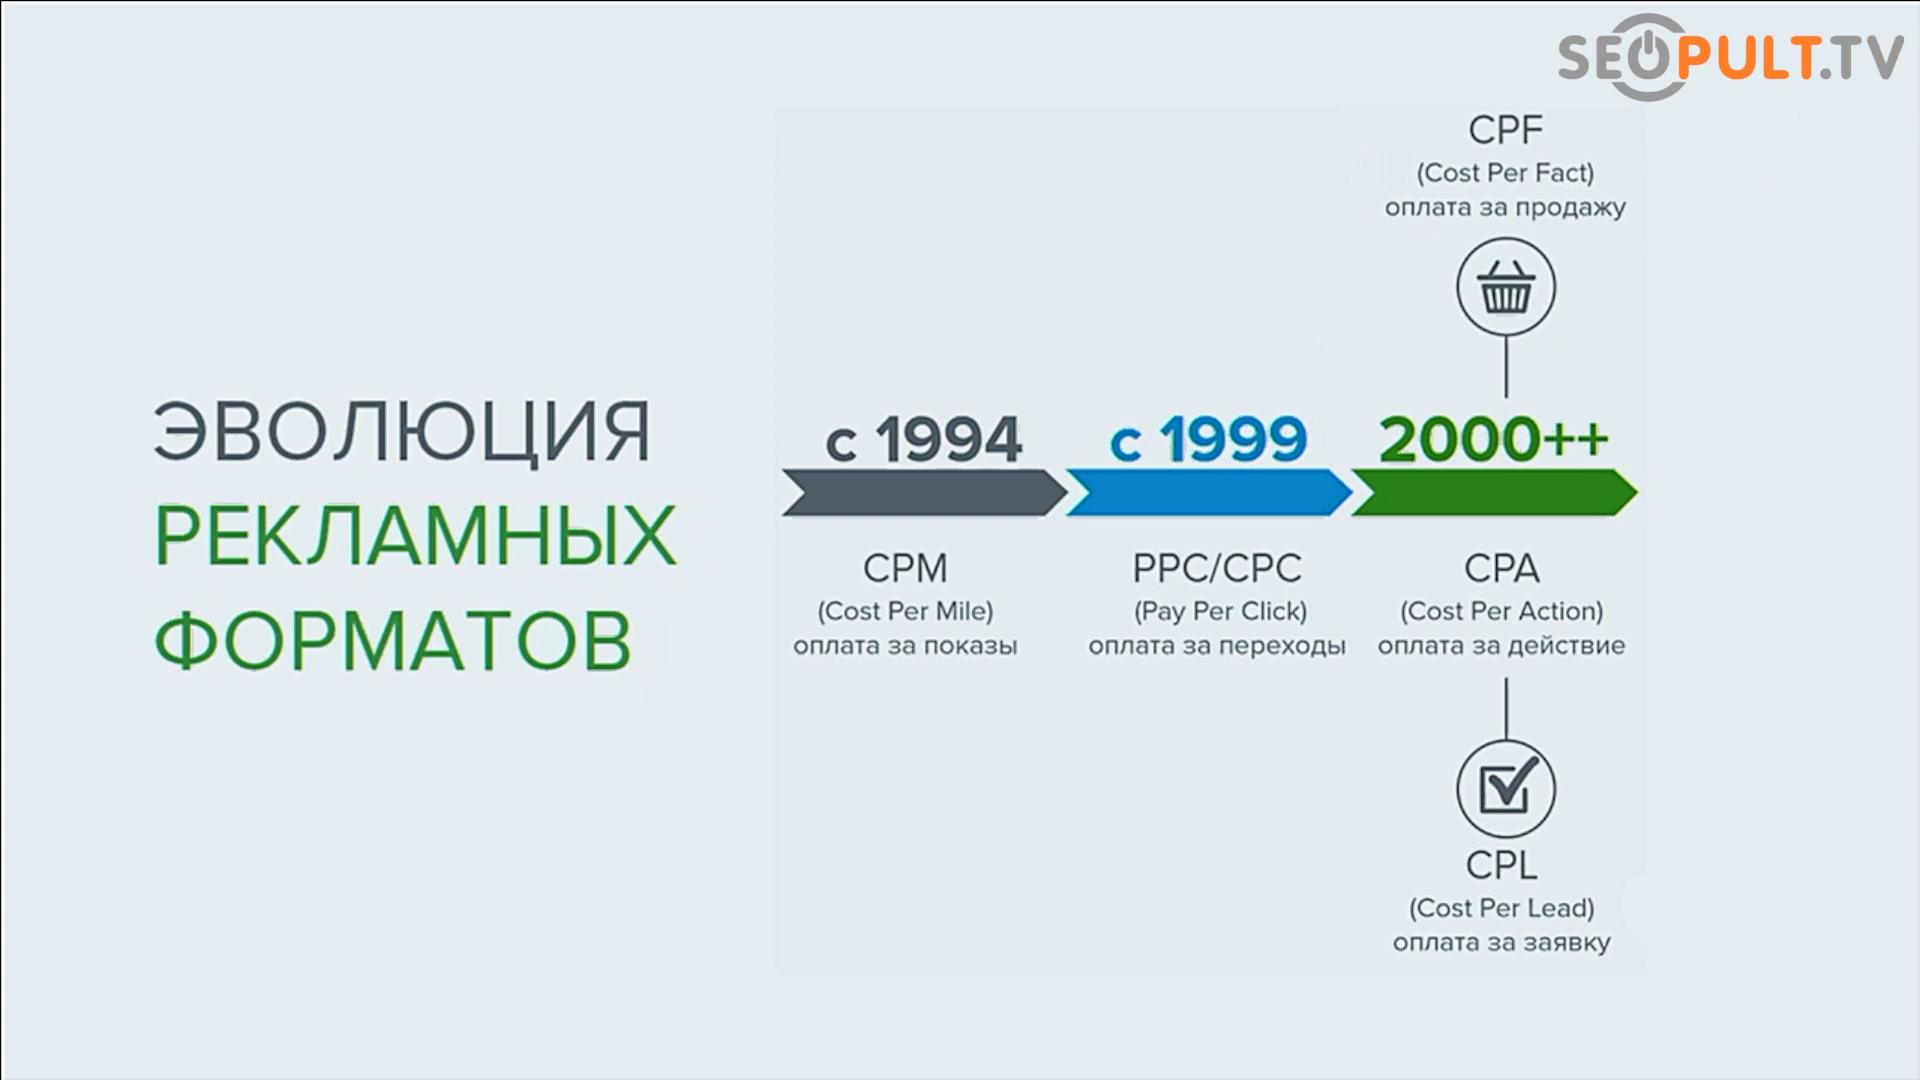 SEOPULT.TV
ЭВОЛЮЦИЯ
РЕКЛАМНЫХ
ФОРМАТОВ
CPF
(Cost Per Fact)
оплата за продажу
с 1994
с 1999
2000++
CPM
(Cost Per Mile)
оплата за показы
PPC/CPC
(Pay Per Click)
оплата за переходы
CPA
(Cost Per Action)
оплата за действие
CPL
(Cost Per Lead)
оплата за заявку